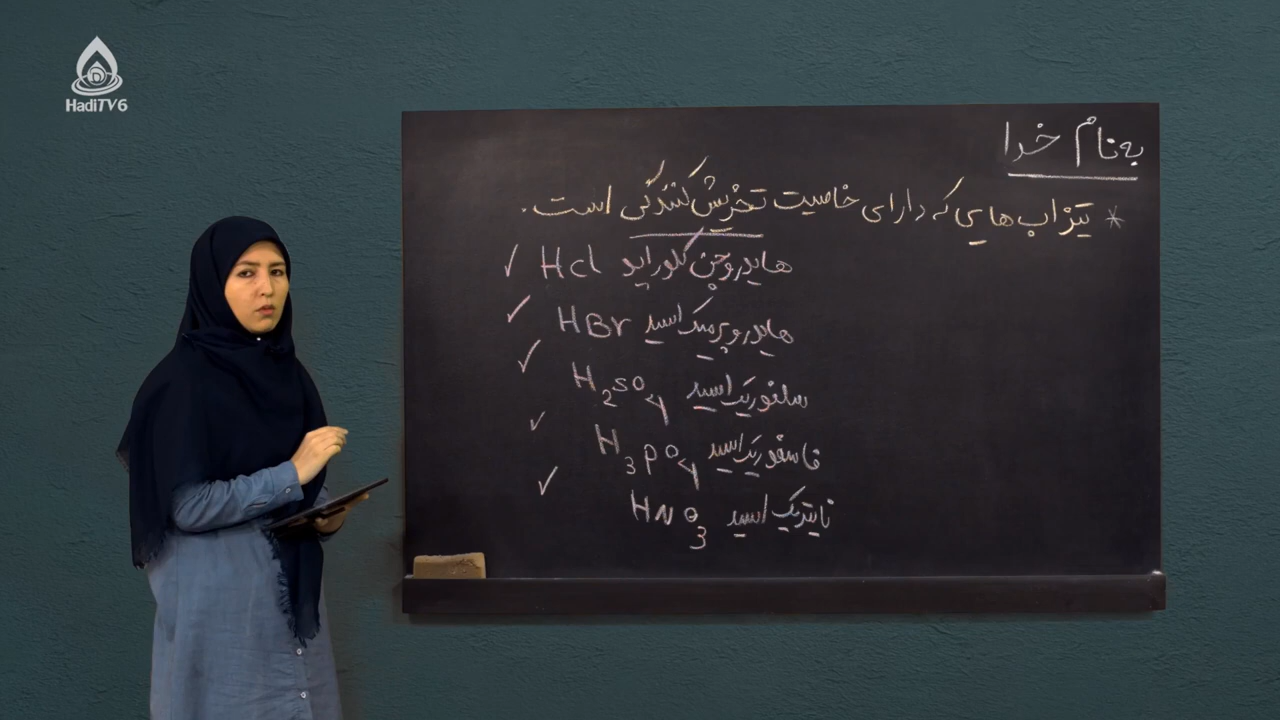 HadiTV6
به نام خدا
* تیزاب هایی که دارای خاصیت تخریش کنندگی است.
هایدروجن کلوراید HCl ✓
هایدروبرمیک اسید HBr ✓
سلفوریک اسید H₂SO₄ ✓
فاسفوریک اسید H₃PO₄ ✓
نایتریک اسید HNO₃ ✓